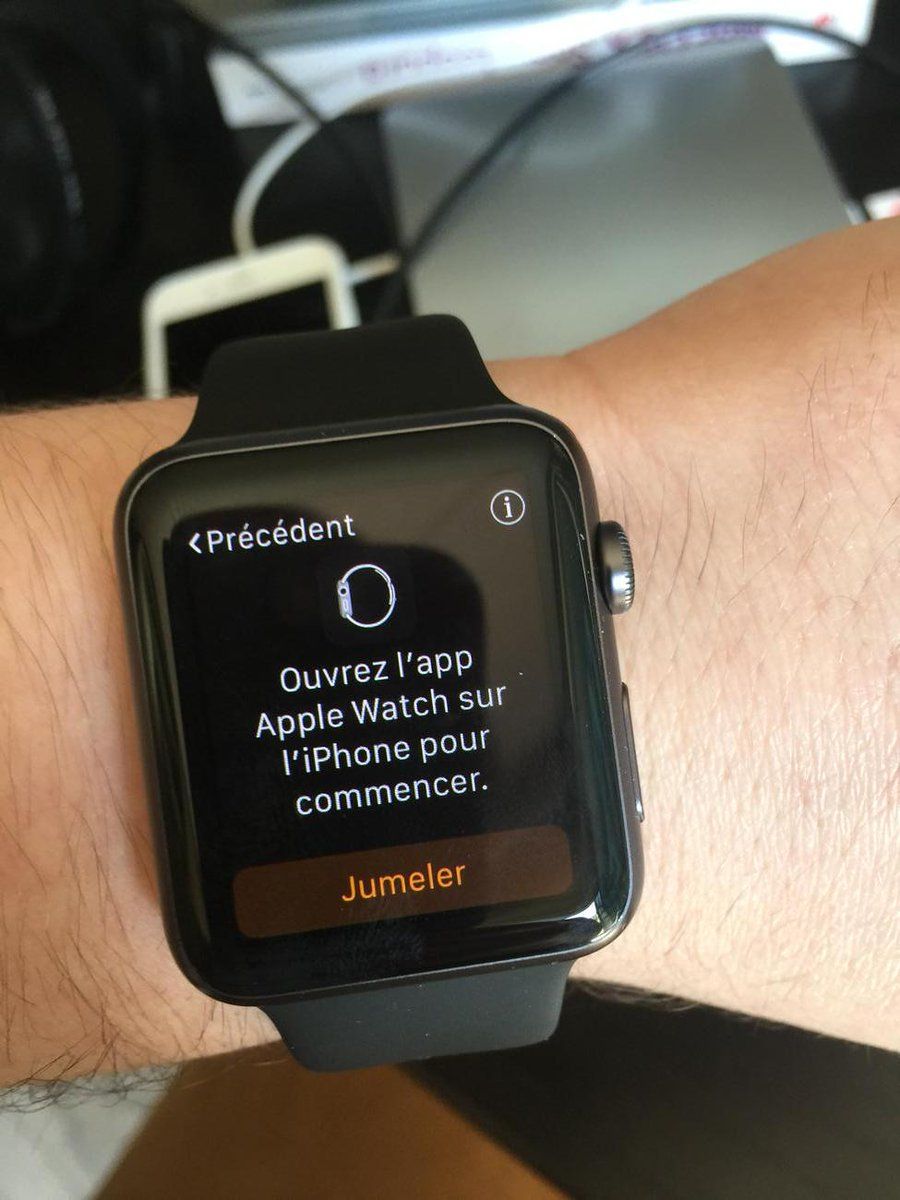 <Précédent
i
Ouvrez l'app
Apple Watch sur
l'iPhone pour
commencer.
Jumeler